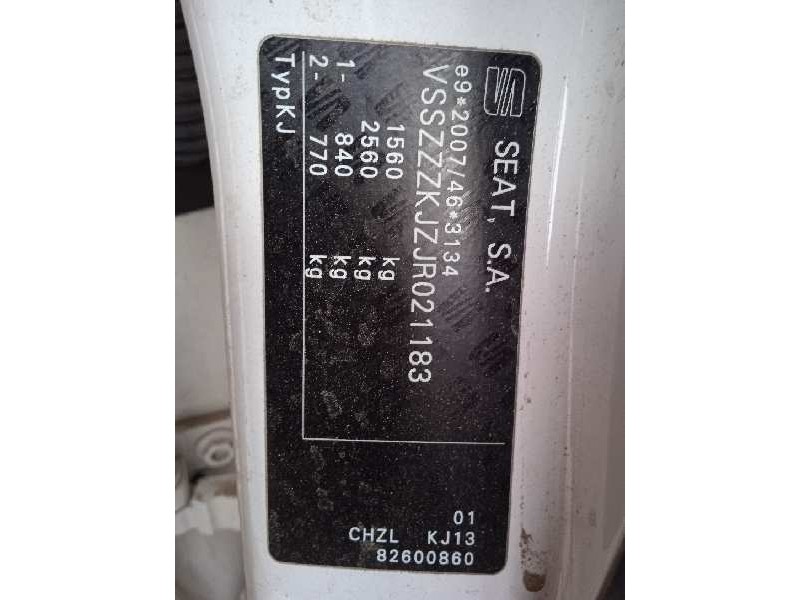 SEAT, S.A.
e9*2007/46*3134
VSSZZZKJZJR021183
1560 kg
2560 kg
1- 840 kg
2- 770 kg
TypKJ
01
CHZL KJ13
82600860